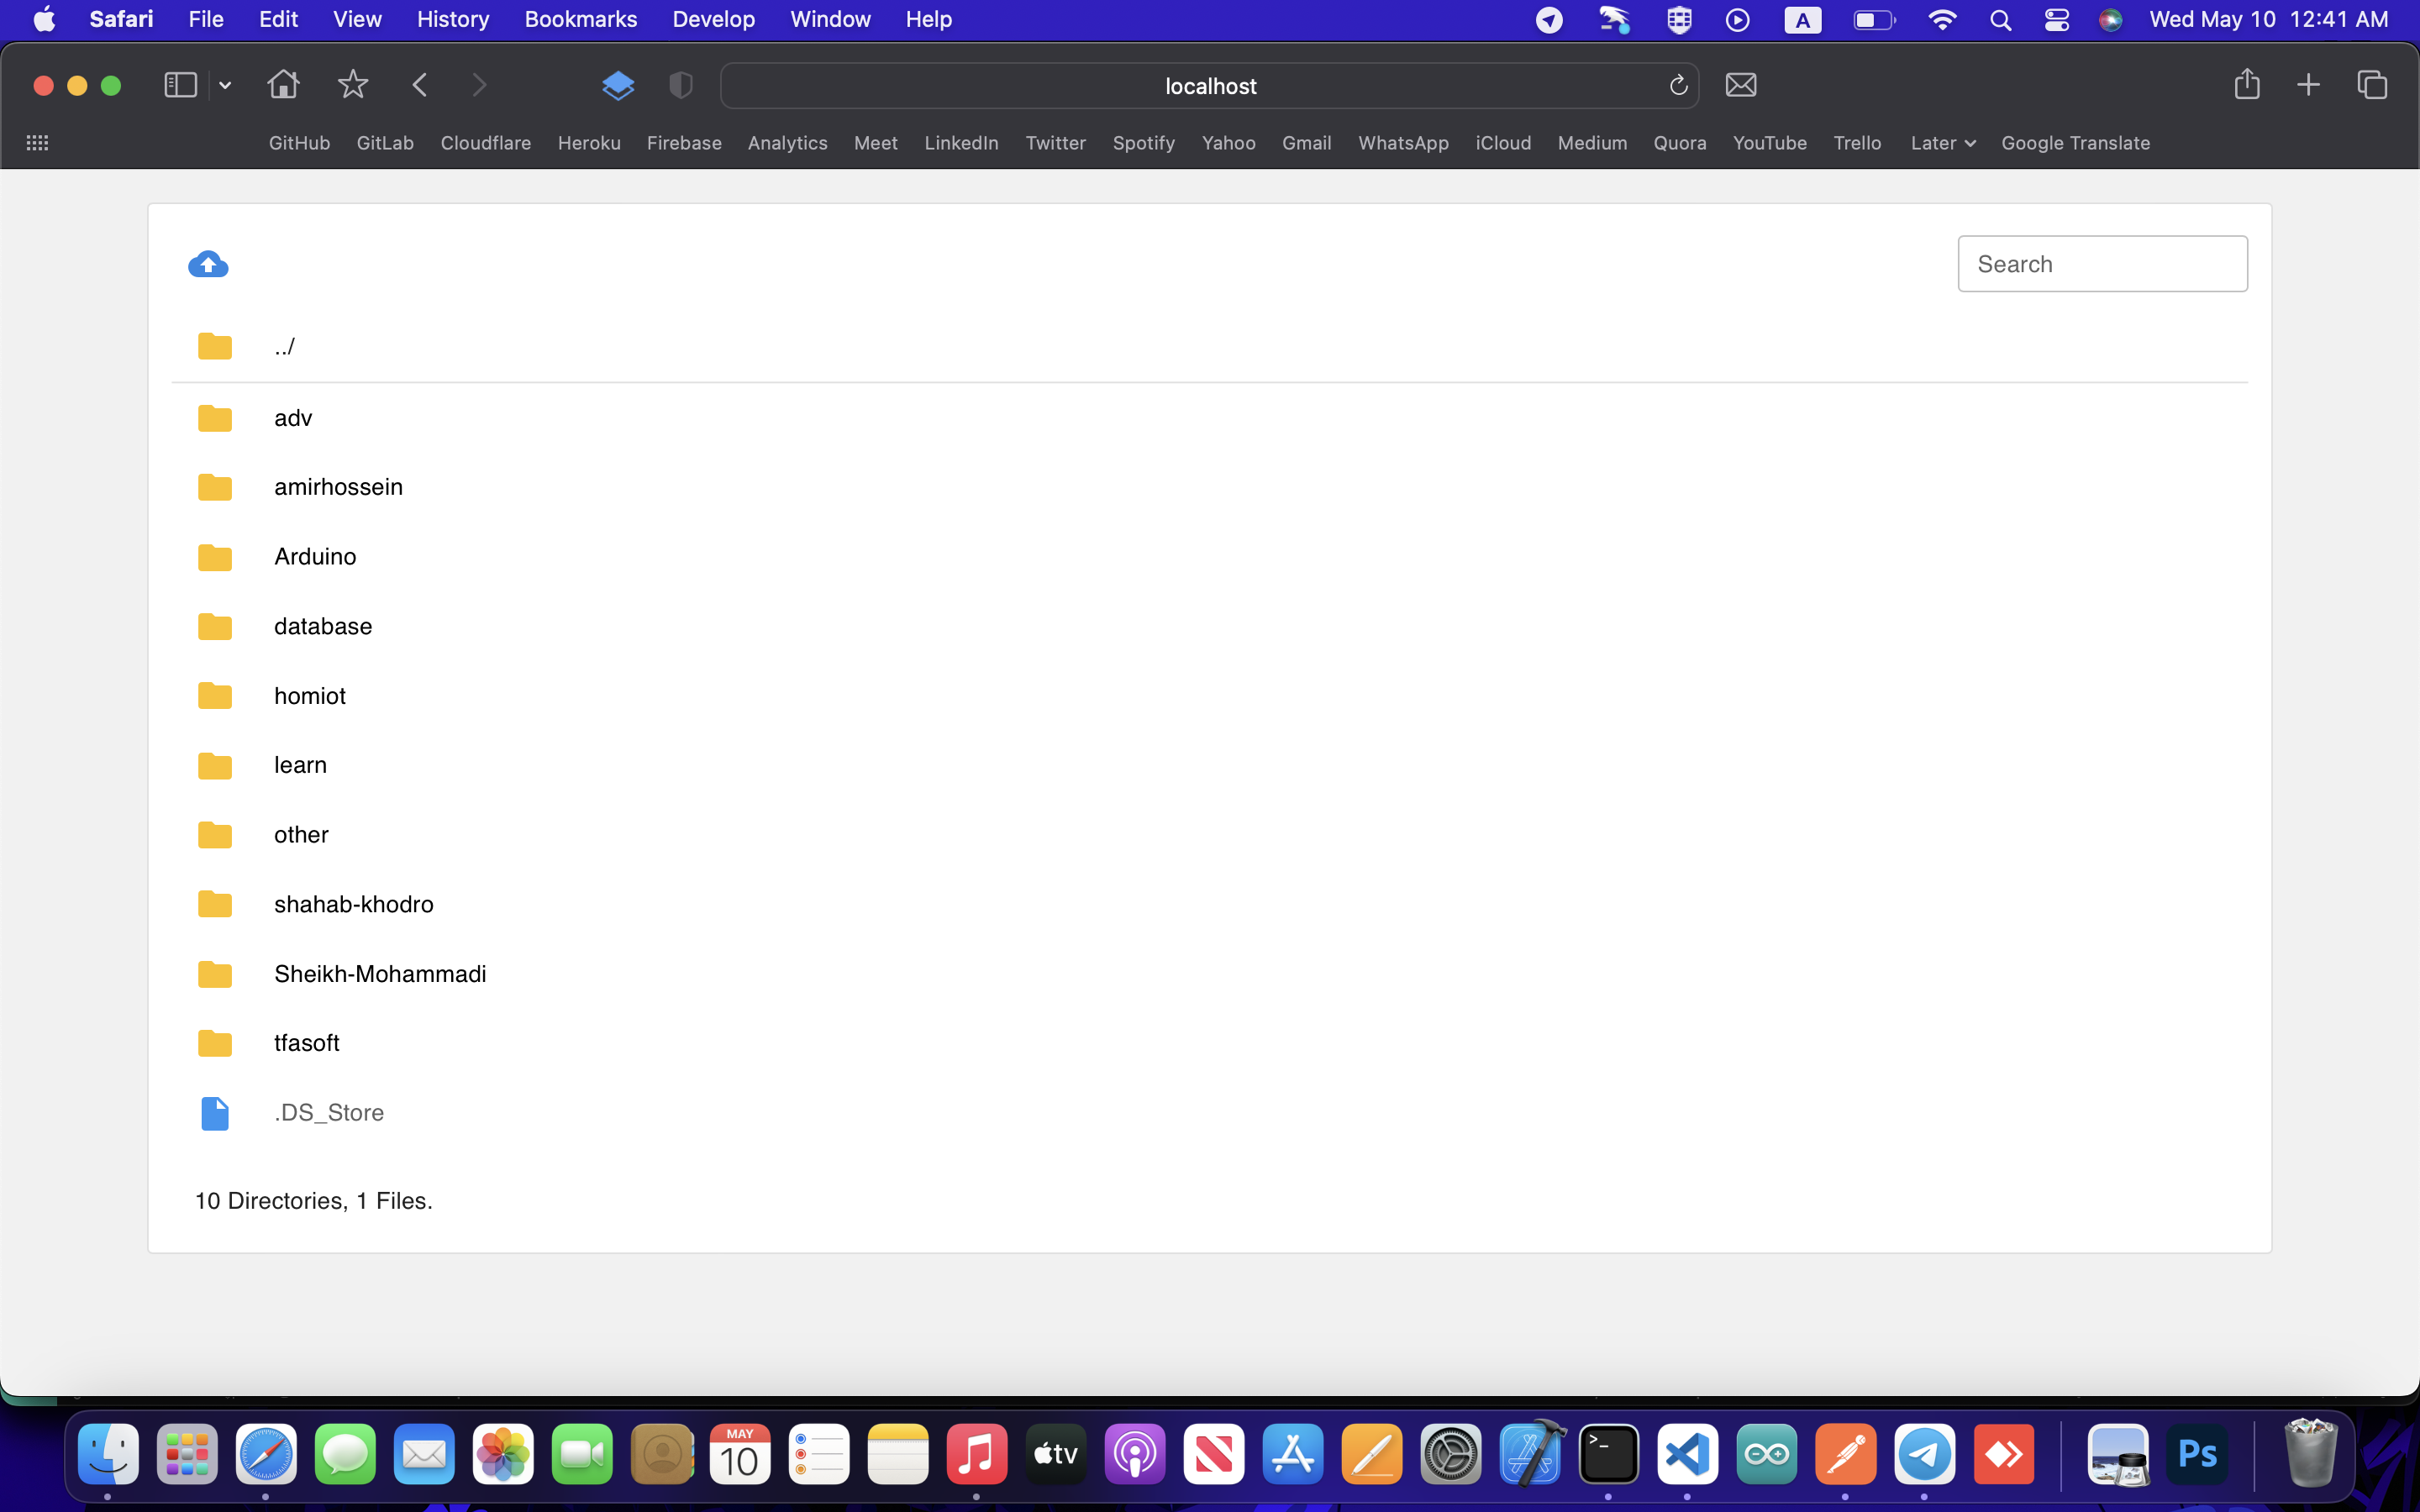 Safari File Edit View History Bookmarks Develop Window Help A Wed May 10 12:41 AM
localhost
GitHub GitLab Cloudflare Heroku Firebase Analytics Meet LinkedIn Twitter Spotify Yahoo Gmail WhatsApp iCloud Medium Quora YouTube Trello Later Google Translate
Search
../
adv
amirhossein
Arduino
database
homiot
learn
other
shahab-khodro
Sheikh-Mohammadi
tfasoft
.DS_Store
10 Directories, 1 Files.
MAY
10
tv
>_
Ps